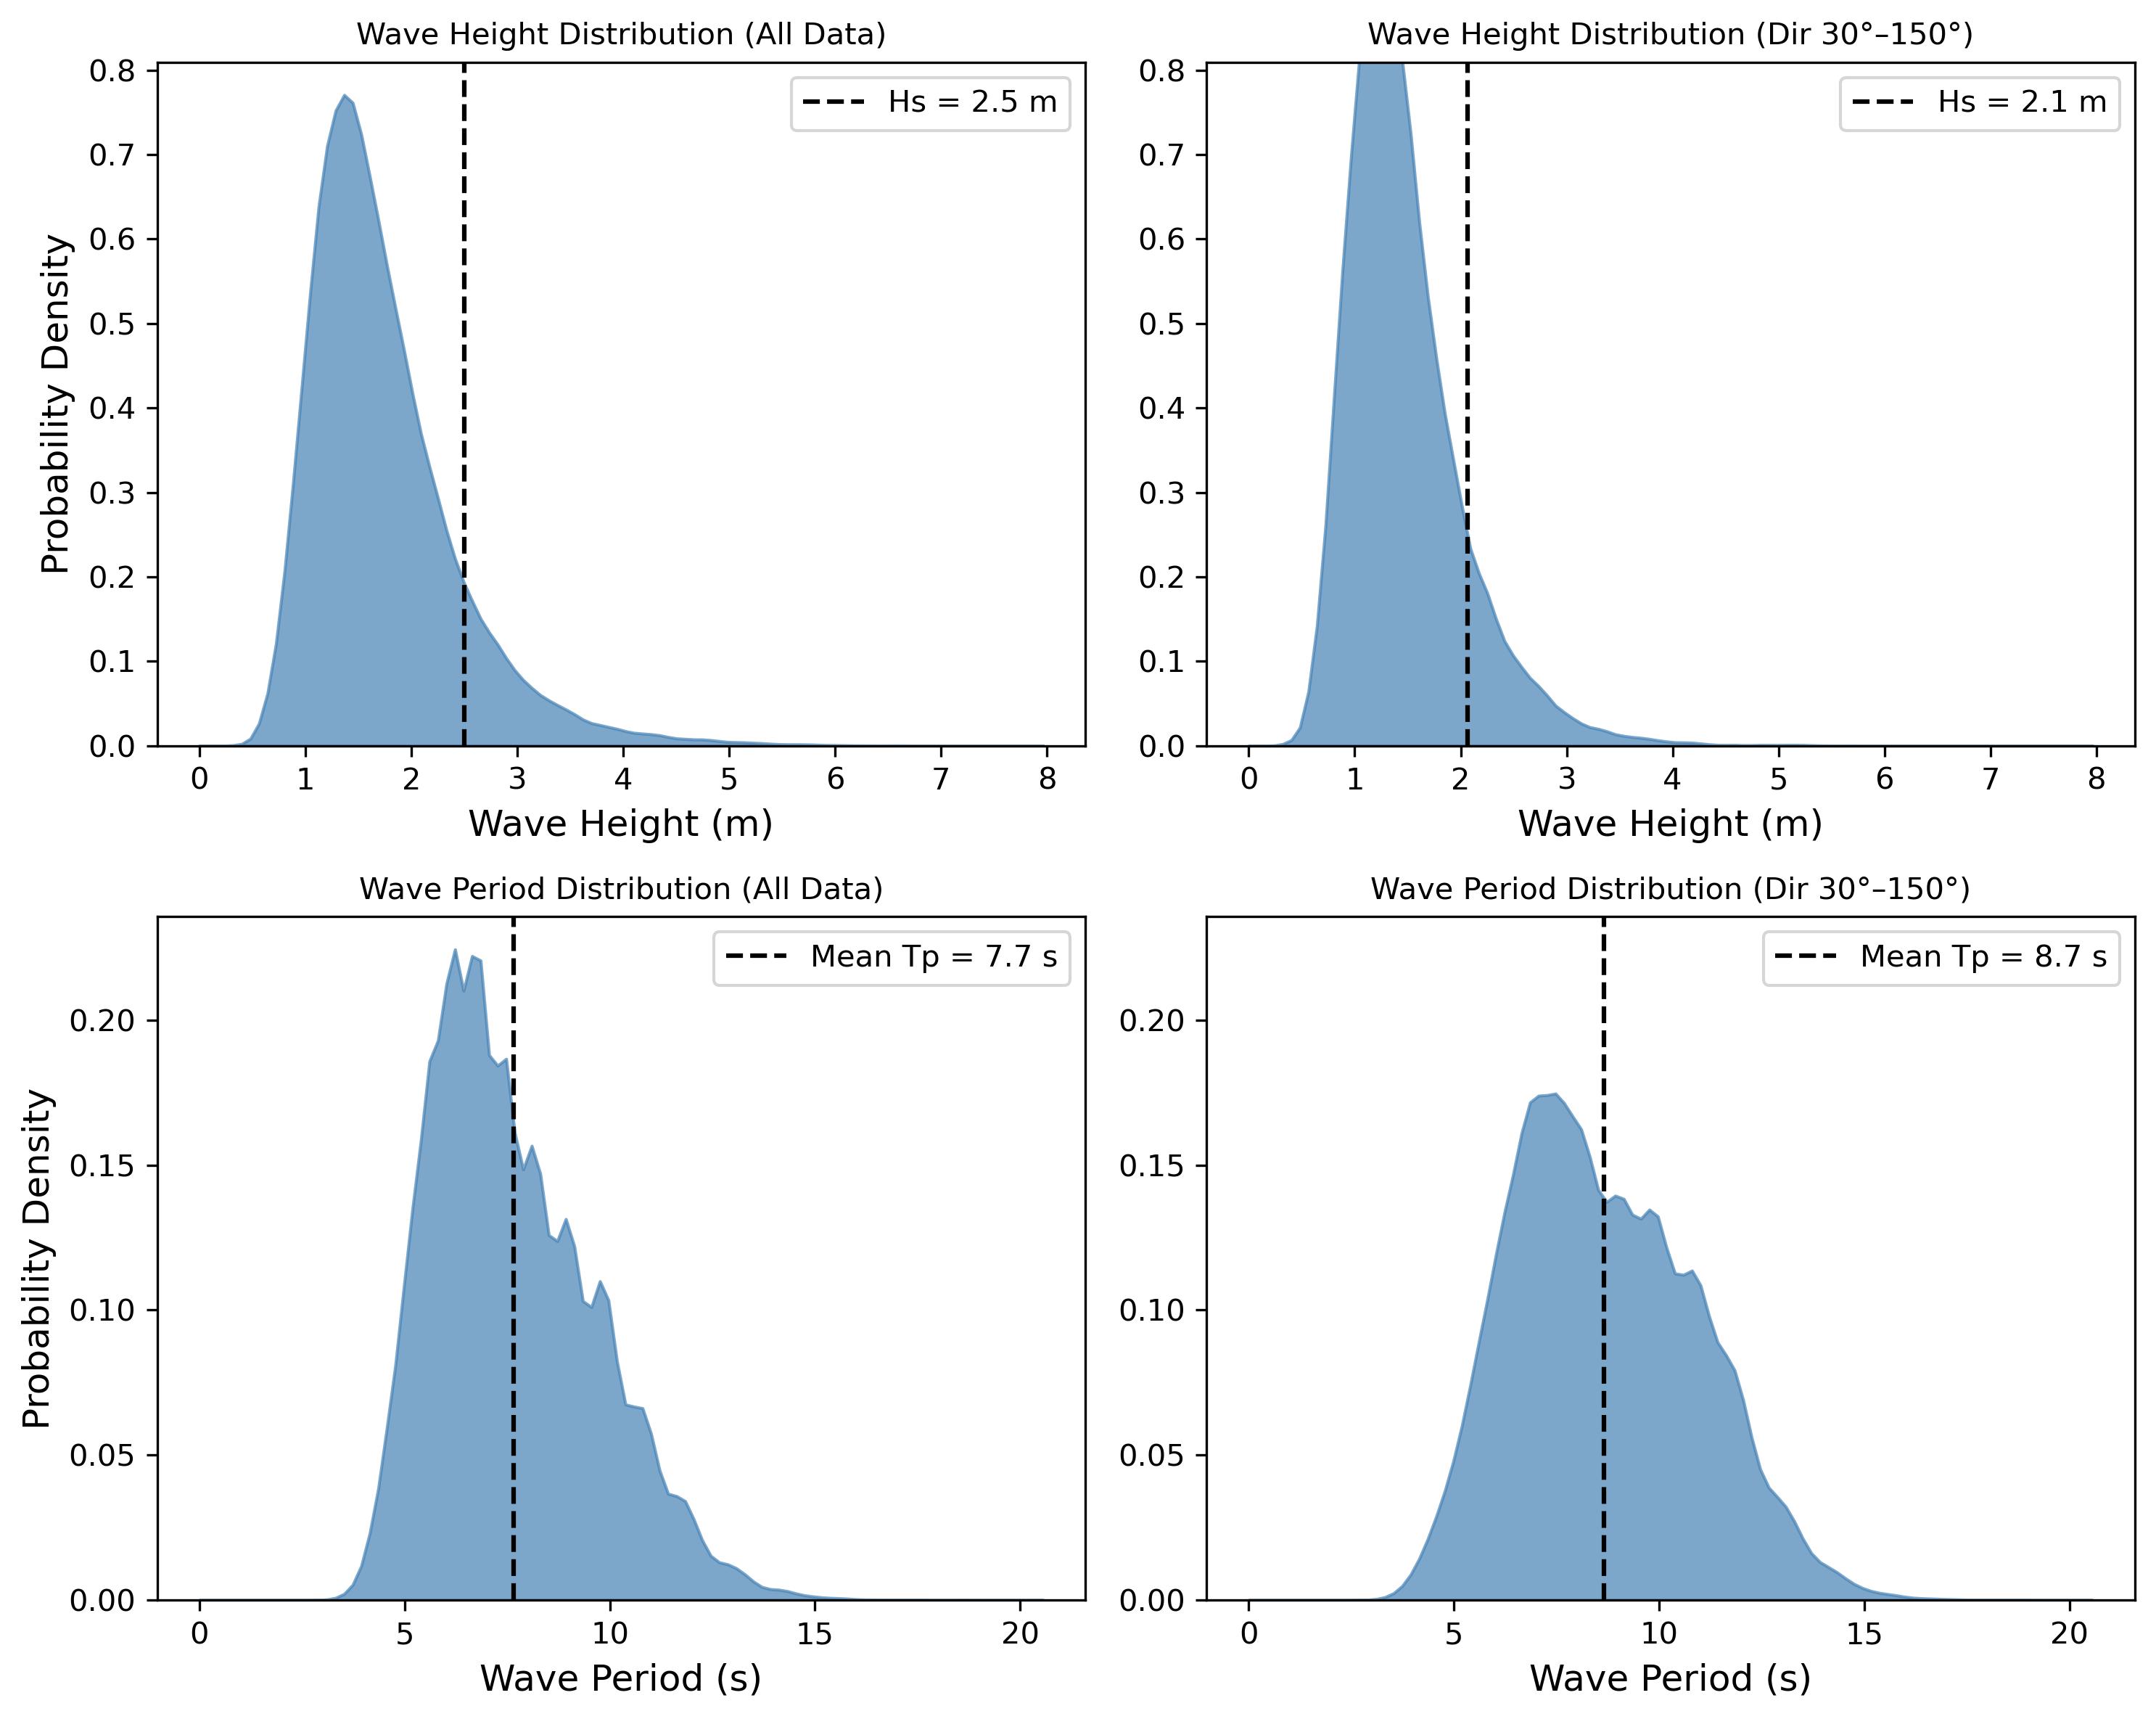 Wave Height Distribution (All Data)
Probability Density
0.8
0.7
0.6
0.5
0.4
0.3
0.2
0.1
0.0
Hs = 2.5 m
0 1 2 3 4 5 6 7 8
Wave Height (m)
Wave Height Distribution (Dir 30°–150°)
0.8
0.7
0.6
0.5
0.4
0.3
0.2
0.1
0.0
Hs = 2.1 m
0 1 2 3 4 5 6 7 8
Wave Height (m)
Wave Period Distribution (All Data)
Probability Density
0.20
0.15
0.10
0.05
0.00
Mean Tp = 7.7 s
0 5 10 15 20
Wave Period (s)
Wave Period Distribution (Dir 30°–150°)
0.20
0.15
0.10
0.05
0.00
Mean Tp = 8.7 s
0 5 10 15 20
Wave Period (s)